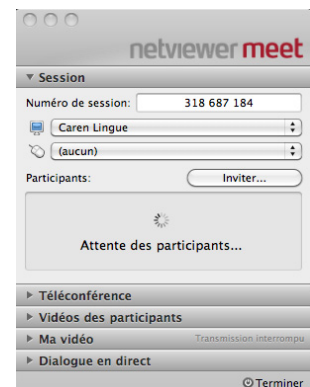 netviewer meet
Session
Numéro de session: 318 687 184
Caren Lingue
(aucun)
Participants: Inviter...
Attente des participants...
Téléconférence
Vidéos des participants
Ma vidéo Transmission interrompu
Dialogue en direct
Terminer